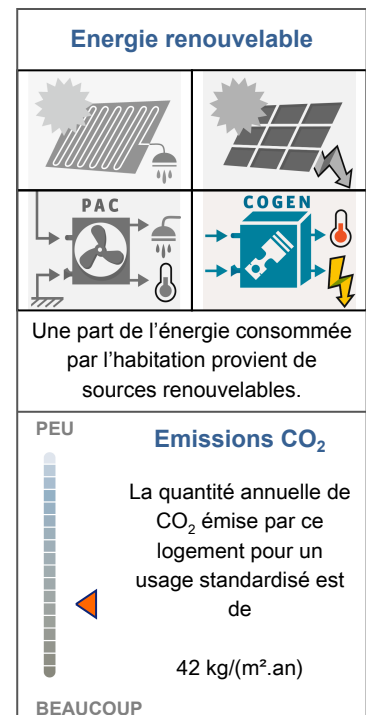 Energie renouvelable
PAC
COGEN
Une part de l’énergie consommée
par l’habitation provient de
sources renouvelables.
PEU
Emissions CO₂
La quantité annuelle de
CO₂ émise par ce
logement pour un
usage standardisé est
de
42 kg/(m².an)
BEAUCOUP